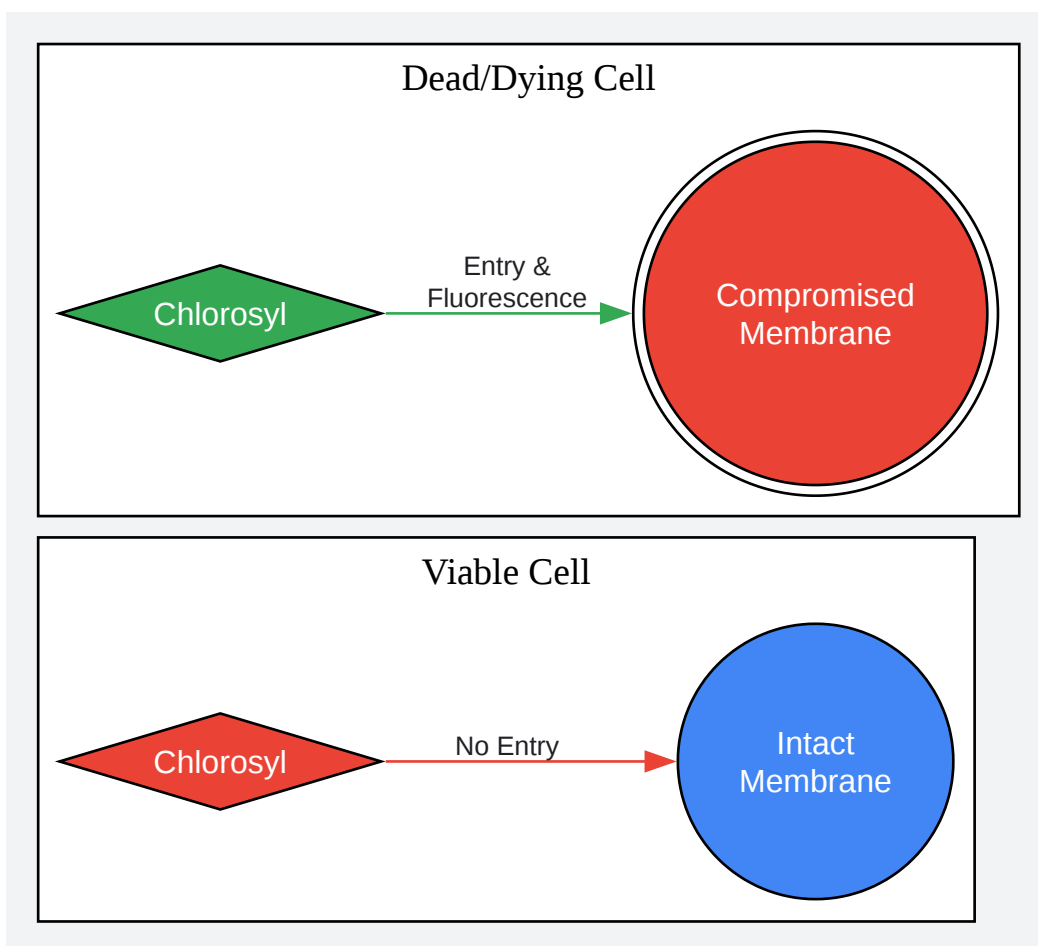 Dead/Dying Cell
Entry &
Fluorescence
Chlorosyl
Compromised
Membrane
Viable Cell
No Entry
Chlorosyl
Intact
Membrane